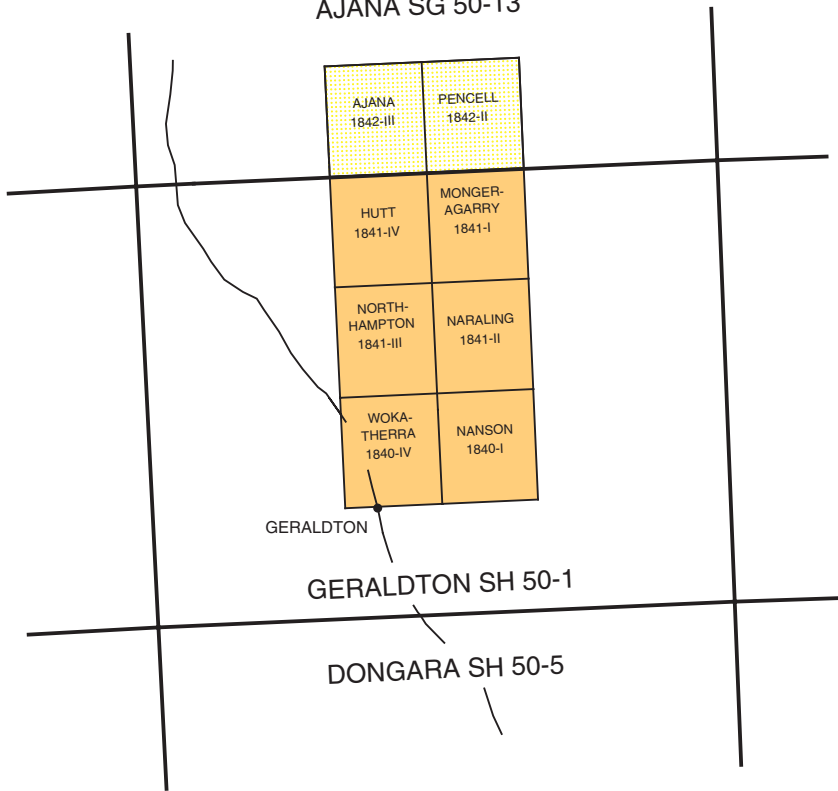 AJANA SG 50-13
AJANA
1842-III
PENCELL
1842-II
HUTT
1841-IV
MONGER-
AGARRY
1841-I
NORTH-
HAMPTON
1841-III
NARALING
1841-II
WOKA-
THERRA
1840-IV
NANSON
1840-I
GERALDTON
GERALDTON SH 50-1
DONGARA SH 50-5